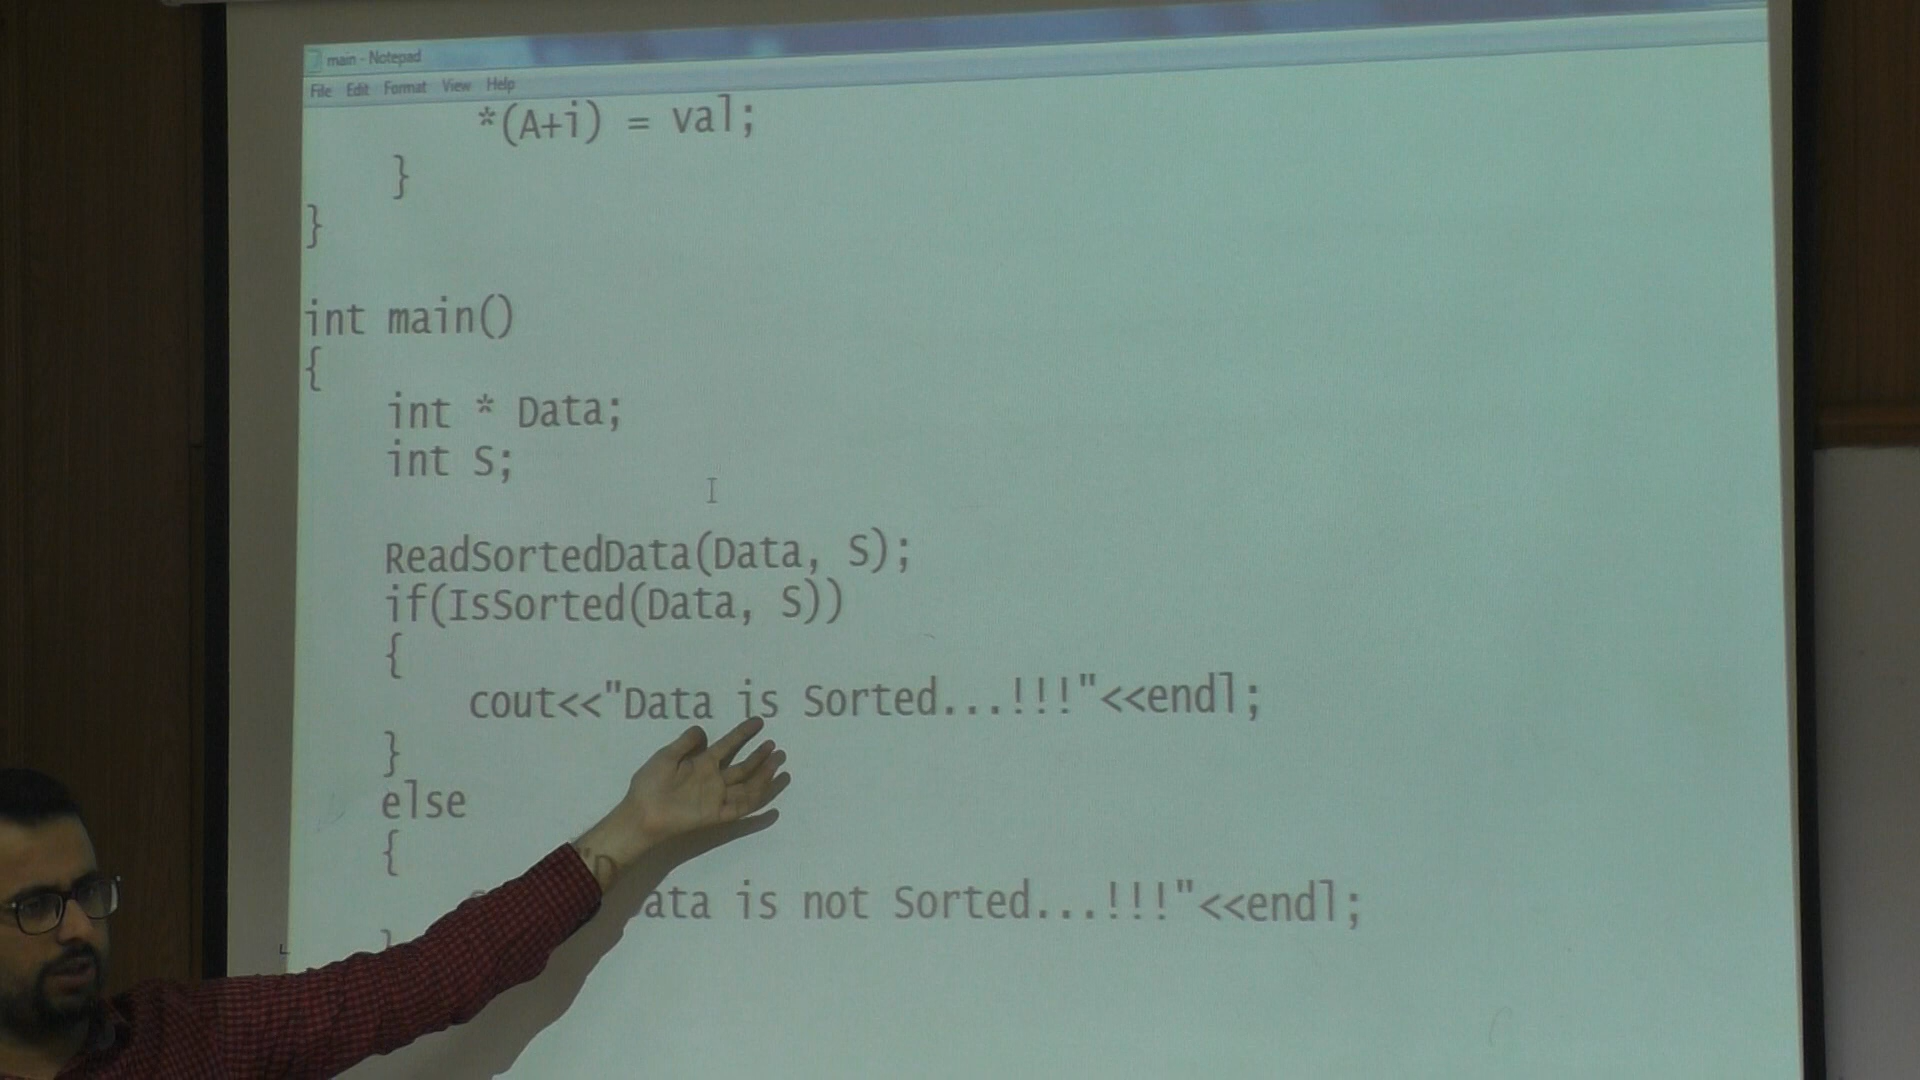 main - Notepad
File Edit Format View Help
*(A+i) = val;
}
}
int main()
{
int * Data;
int S;
ReadSortedData(Data, S);
if(IsSorted(Data, S))
{
cout<<"Data is Sorted...!!!"<<endl;
}
else
{
"Data is not Sorted...!!!"<<endl;
}